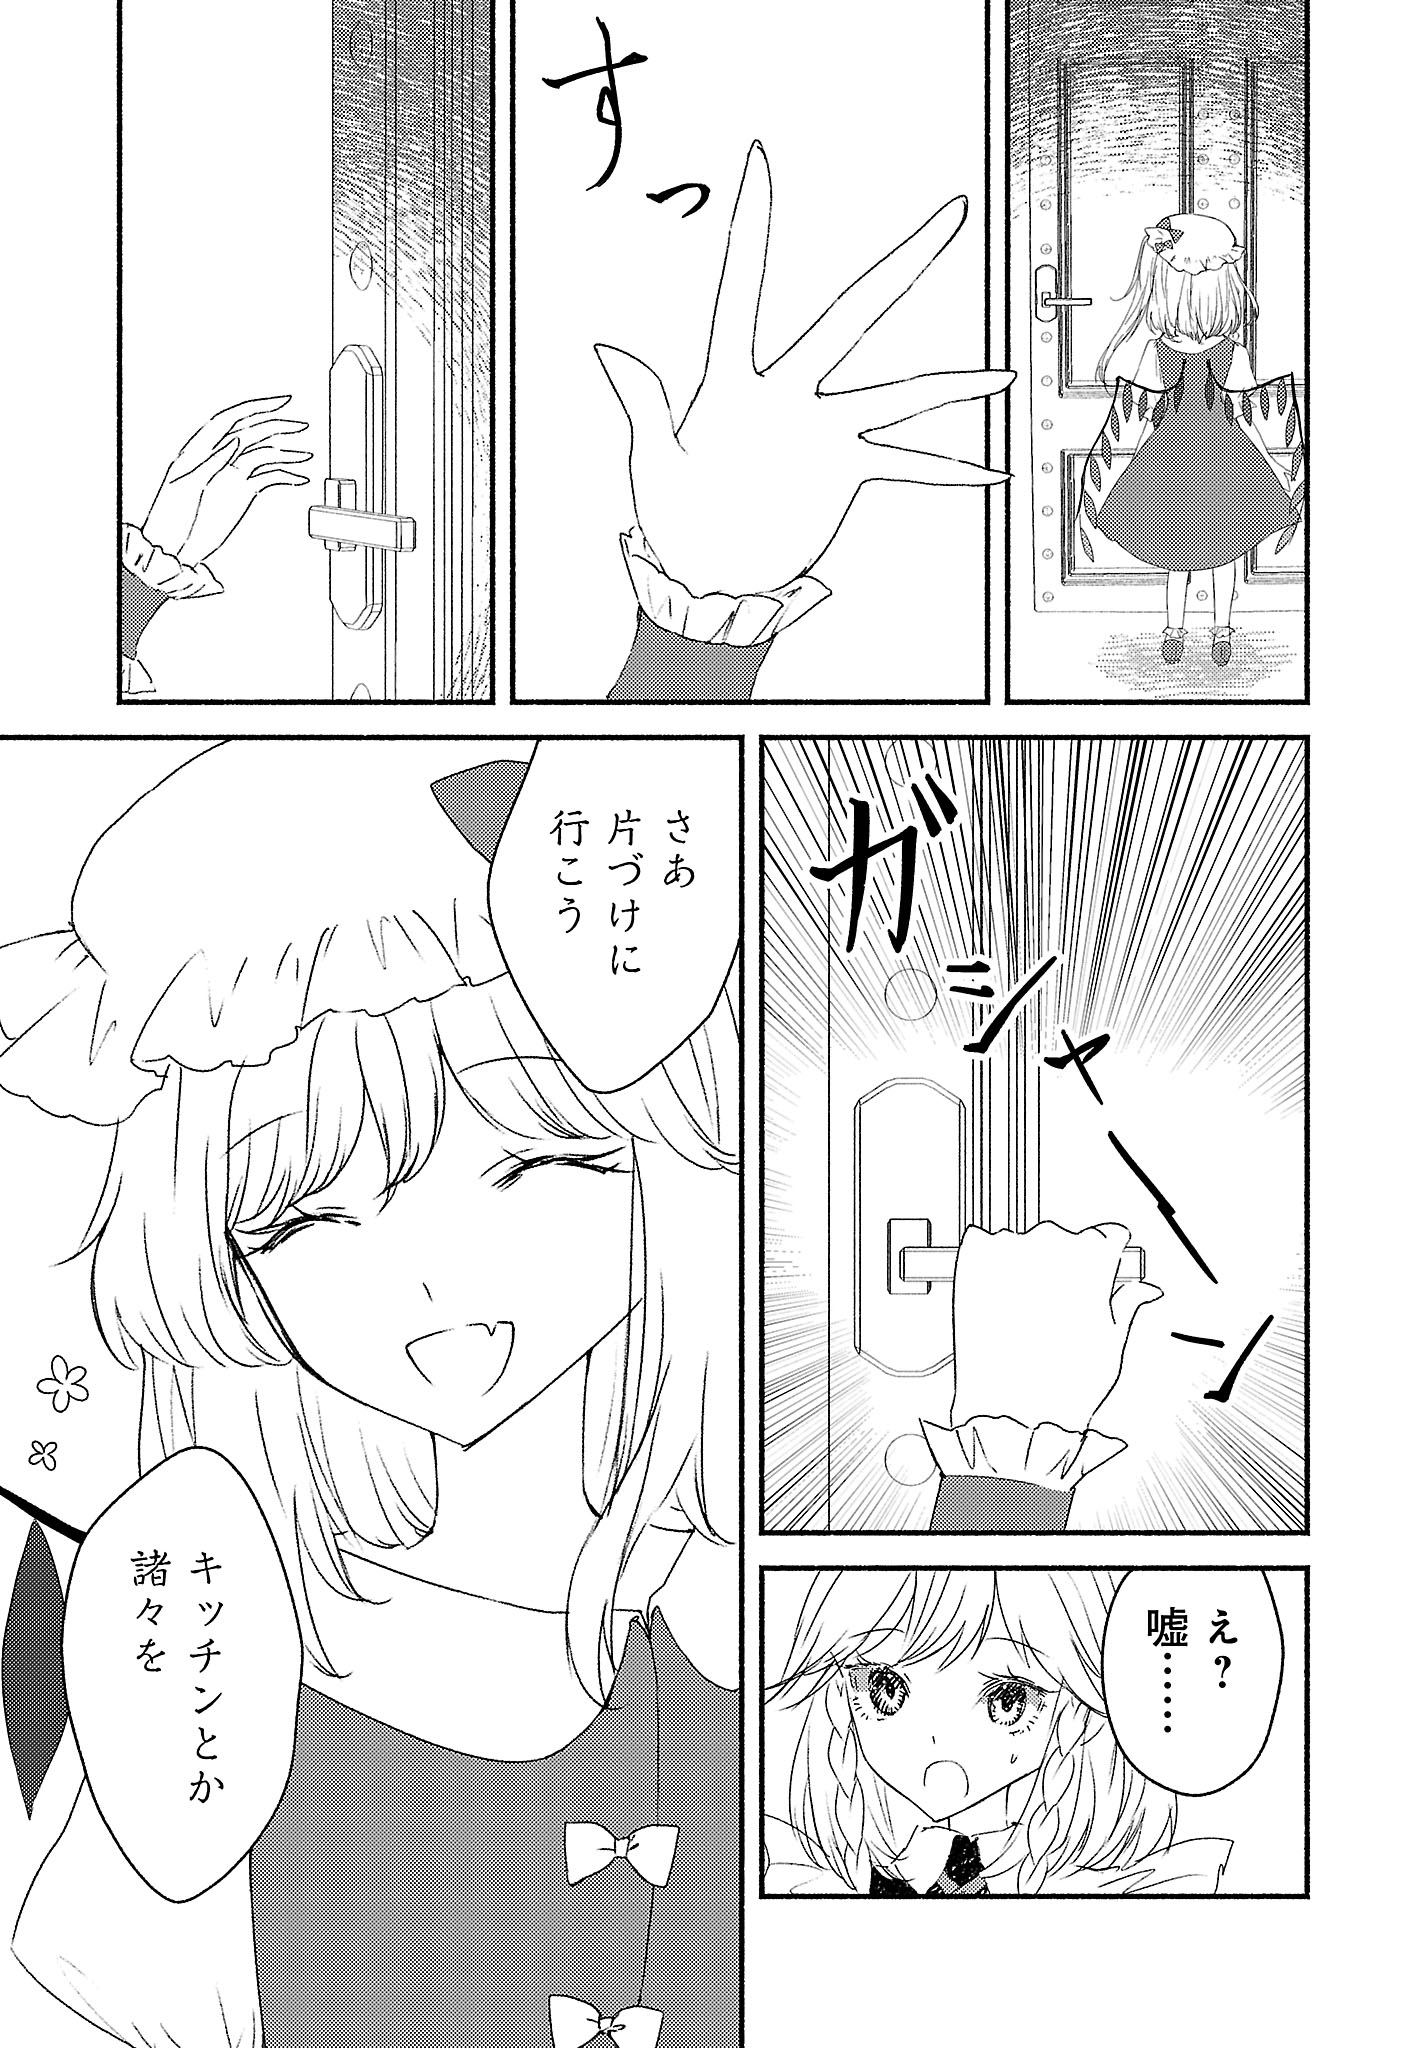 すっ
ガシャーン
え？
嘘……
さあ
片づけに
行こう
キッチンとか
諸々を